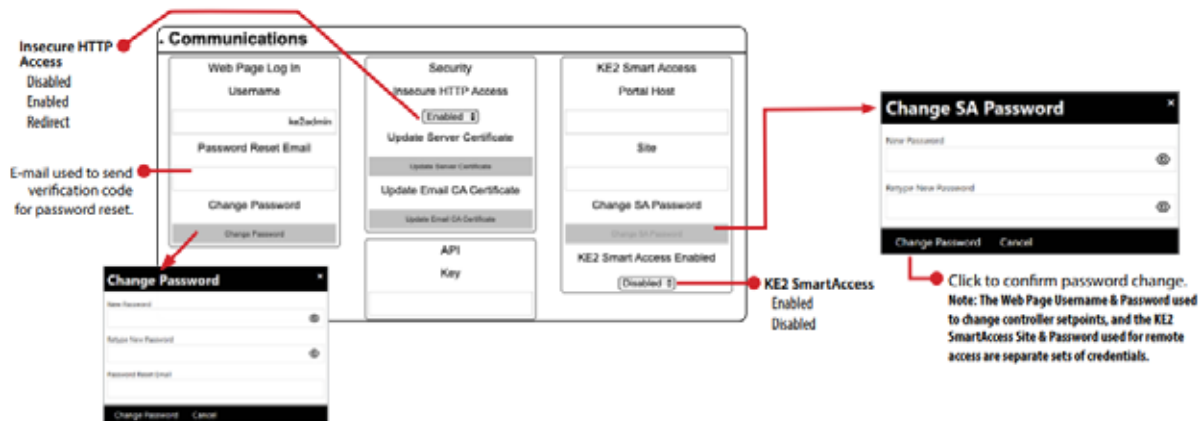 Insecure HTTP
Access
Disabled
Enabled
Redirect
E-mail used to send
verification code
for password reset.
. Communications
Web Page Log In
Username
ke2admin
Password Reset Email
Change Password
Change Password
Security
Insecure HTTP Access
Enabled
Update Server Certificate
Update Server Certificate
Update Email CA Certificate
Update Email CA Certificate
API
Key
KE2 Smart Access
Portal Host
Site
Change SA Password
Change SA Password
KE2 Smart Access Enabled
Disabled
KE2 SmartAccess
Enabled
Disabled
Change Password
×
New Password
Retype New Password
Password Reset Email
Change Password Cancel
Change SA Password
×
New Password
Retype New Password
Change Password Cancel
Click to confirm password change.
Note: The Web Page Username & Password used
to change controller setpoints, and the KE2
SmartAccess Site & Password used for remote
access are separate sets of credentials.